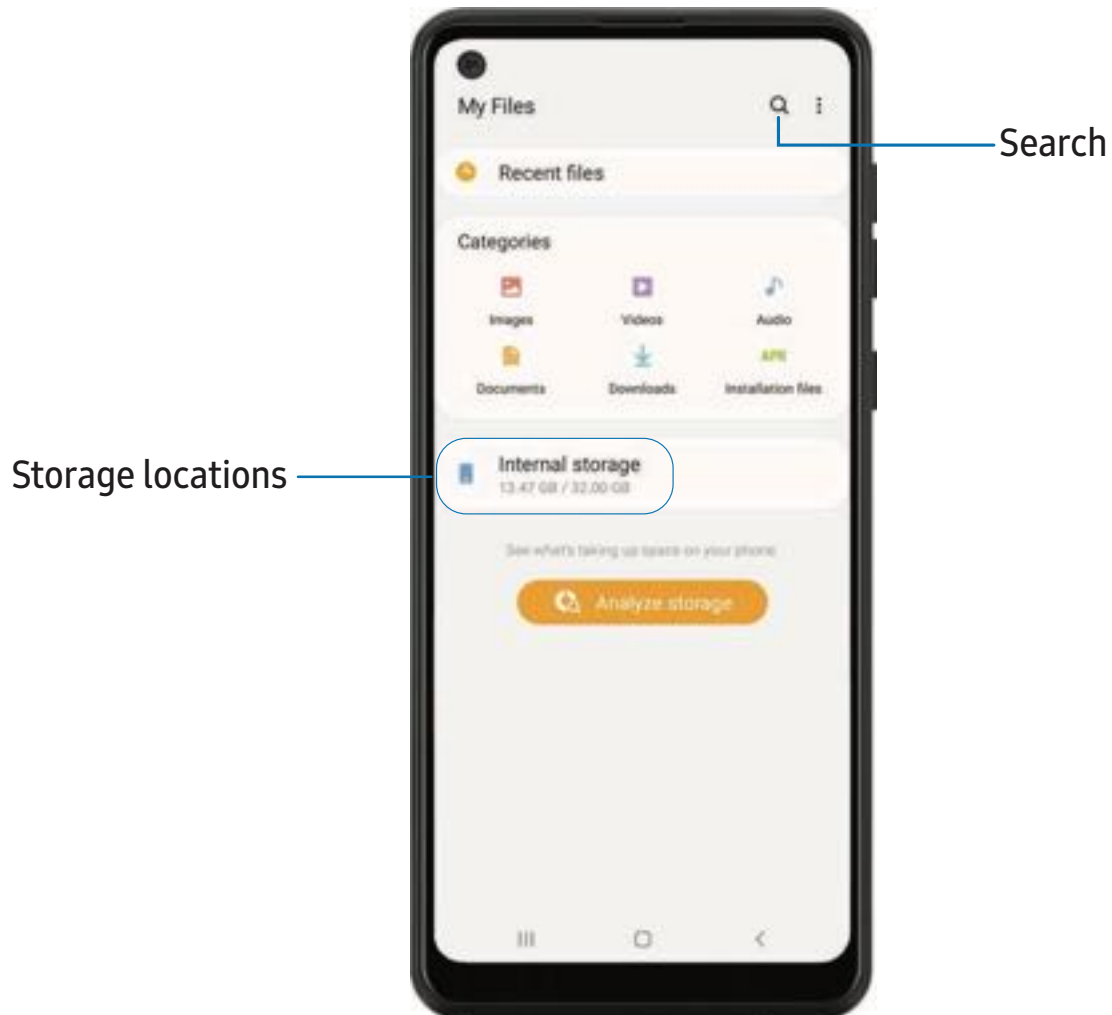 My Files
Search
Recent files
Categories
Images Videos Audio
APK
Documents Downloads Installation files
Storage locations
Internal storage
13.47 GB / 32.00 GB
See what's taking up space on your phone.
Analyze storage